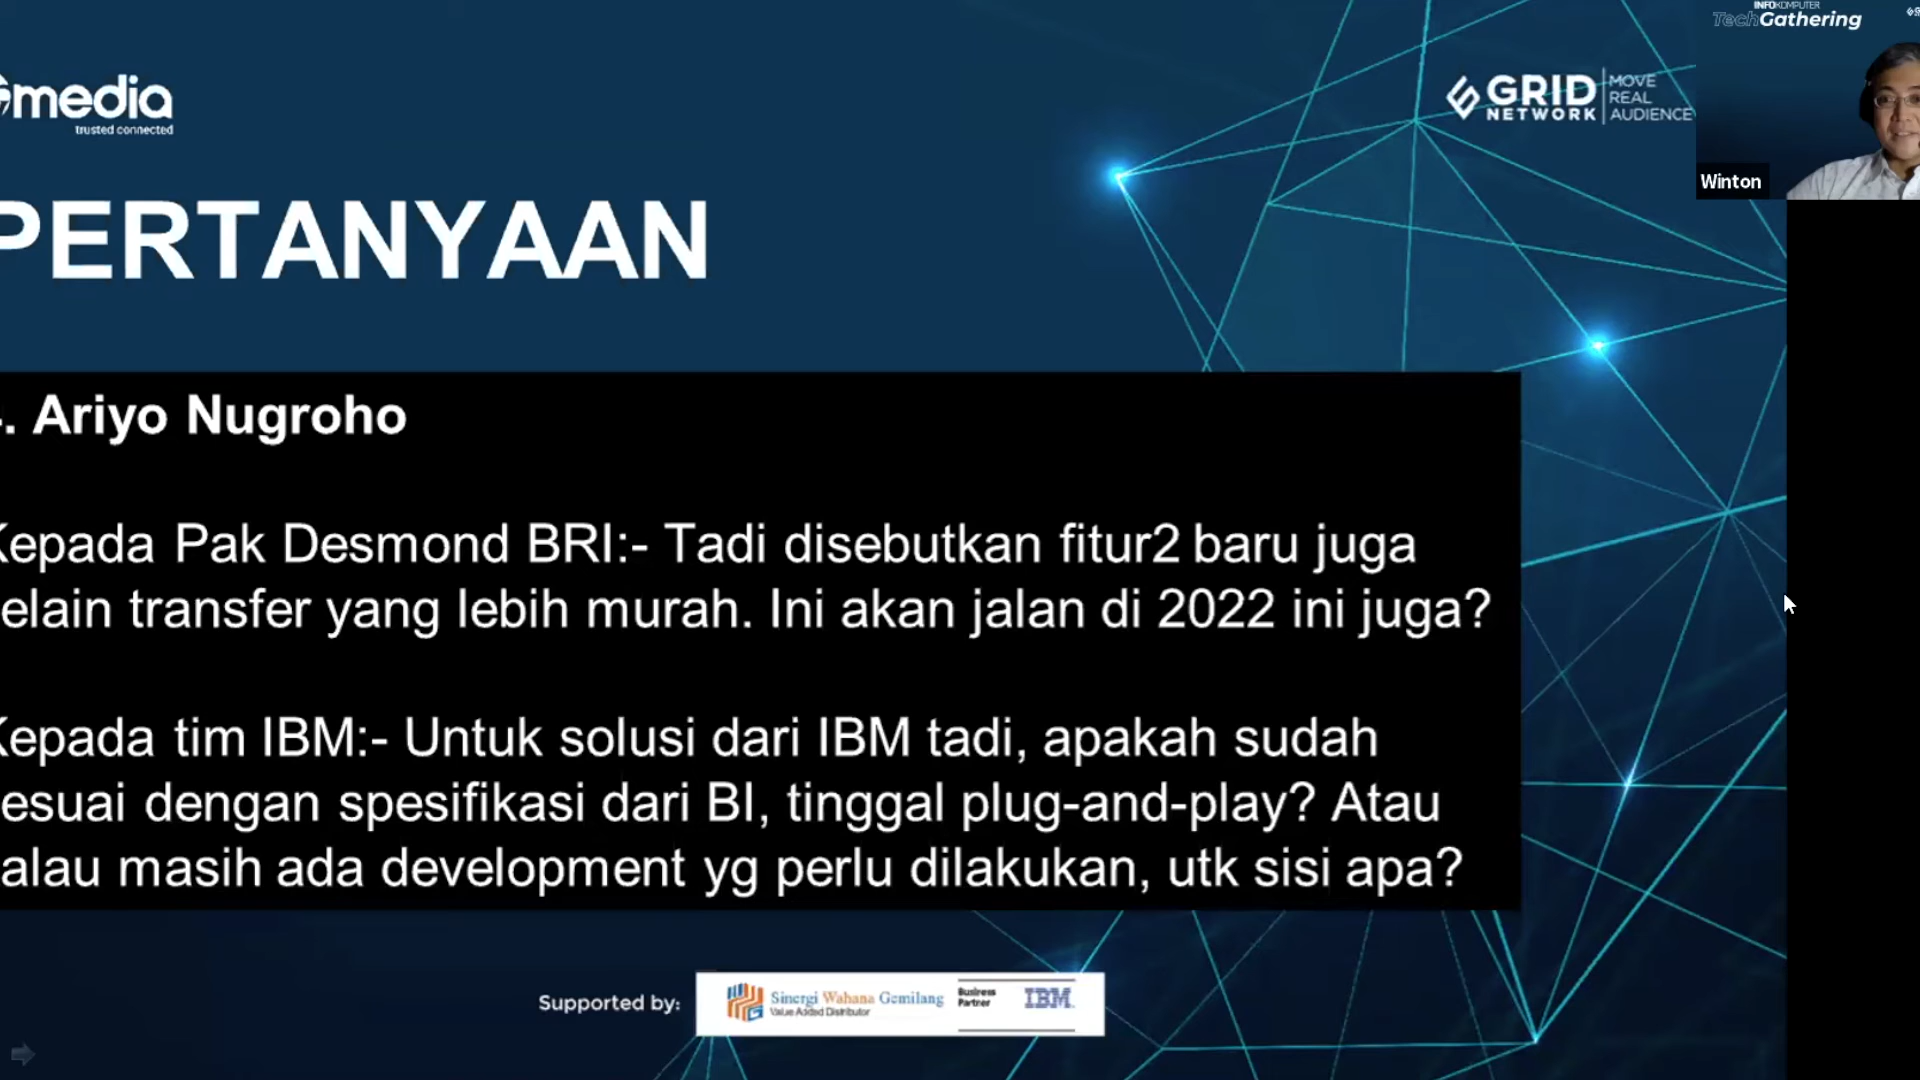 INFOKOMPUTER
TechGathering
media
trusted connected
GRID
NETWORK
MOVE
REAL
AUDIENCE
Winton
PERTANYAAN
. Ariyo Nugroho
Kepada Pak Desmond BRI:- Tadi disebutkan fitur2 baru juga
elain transfer yang lebih murah. Ini akan jalan di 2022 ini juga?
Kepada tim IBM:- Untuk solusi dari IBM tadi, apakah sudah
esuai dengan spesifikasi dari BI, tinggal plug-and-play? Atau
alau masih ada development yg perlu dilakukan, utk sisi apa?
Supported by:
Sinergi Wahana Gemilang
Value Added Distributor
Business
Partner
IBM